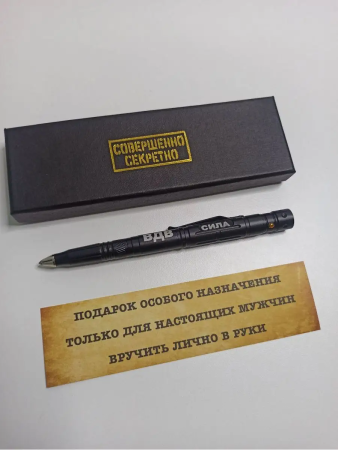 СОВЕРШЕННО
СЕКРЕТНО
ВДВ СИЛА
ПОДАРОК ОСОБОГО НАЗНАЧЕНИЯ
ТОЛЬКО ДЛЯ НАСТОЯЩИХ МУЖЧИН
ВРУЧИТЬ ЛИЧНО В РУКИ